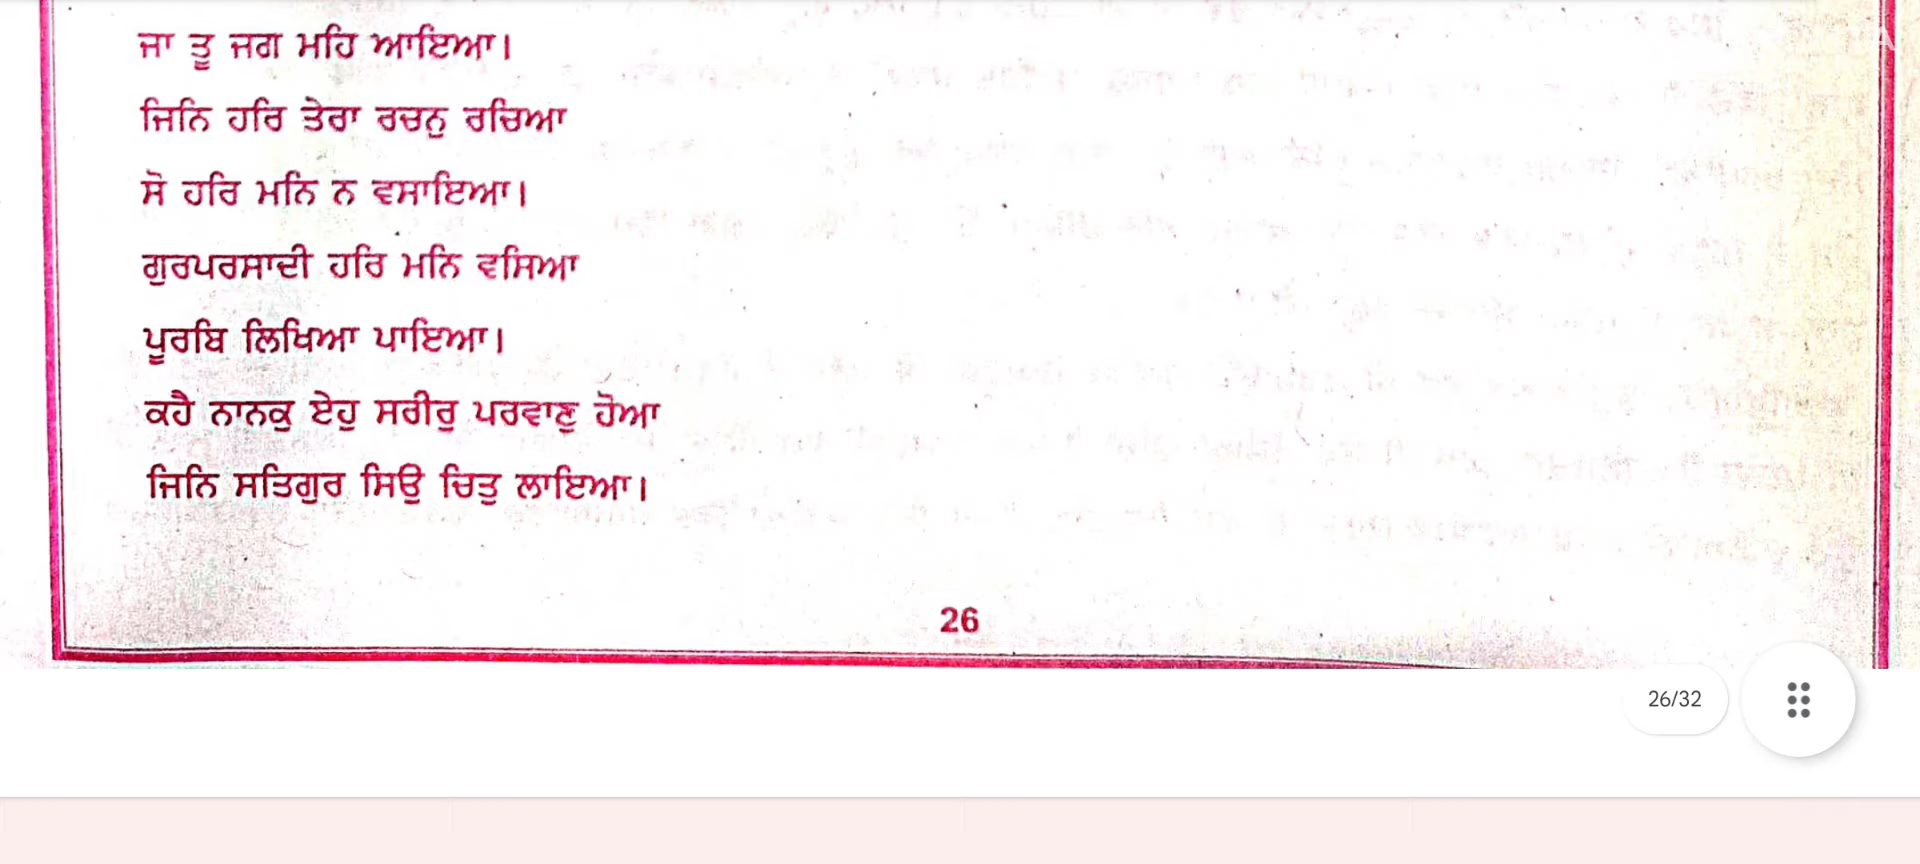 ਜਾ ਤੂ ਜਗ ਮਹਿ ਆਇਆ।
ਜਿਨਿ ਹਰਿ ਤੇਰਾ ਰਚਨੁ ਰਚਿਆ
ਸੋ ਹਰਿ ਮਨਿ ਨ ਵਸਾਇਆ।
ਗੁਰਪਰਸਾਦੀ ਹਰਿ ਮਨਿ ਵਸਿਆ
ਪੂਰਬਿ ਲਿਖਿਆ ਪਾਇਆ।
ਕਹੈ ਨਾਨਕੁ ਏਹੁ ਸਰੀਰੁ ਪਰਵਾਣੁ ਹੋਆ
ਜਿਨਿ ਸਤਿਗੁਰ ਸਿਉ ਚਿਤੁ ਲਾਇਆ।
26
26/32